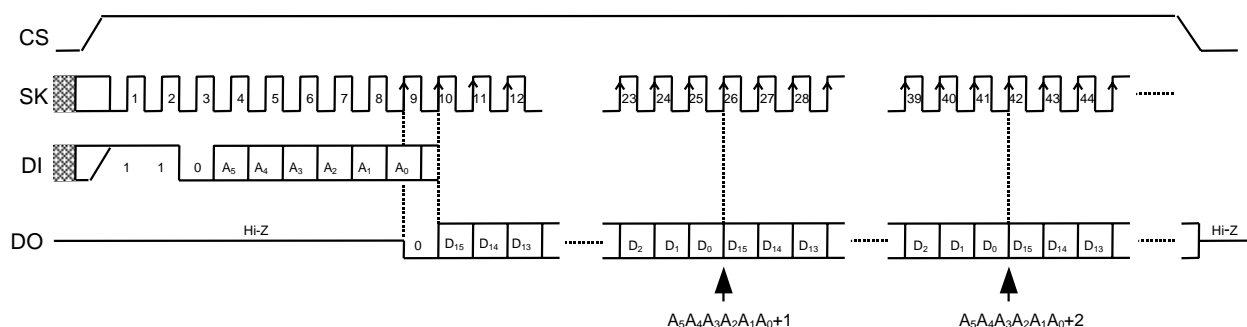 CS
SK 1 2 3 4 5 6 7 8 9 10 11 12 23 24 25 26 27 28 39 40 41 42 43 44
DI 1 1 0 A₅ A₄ A₃ A₂ A₁ A₀
Hi-Z Hi-Z
DO 0 D₁₅ D₁₄ D₁₃ D₂ D₁ D₀ D₁₅ D₁₄ D₁₃ D₂ D₁ D₀ D₁₅ D₁₄ D₁₃
A₅A₄A₃A₂A₁A₀+1 A₅A₄A₃A₂A₁A₀+2